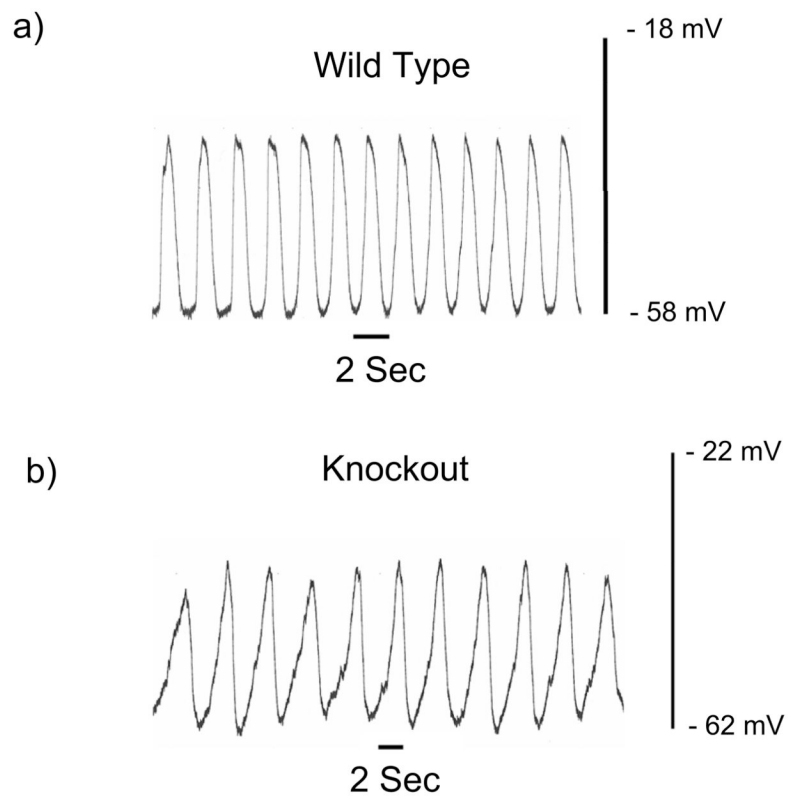 a)
Wild Type
- 18 mV
- 58 mV
2 Sec
b)
Knockout
- 22 mV
- 62 mV
2 Sec